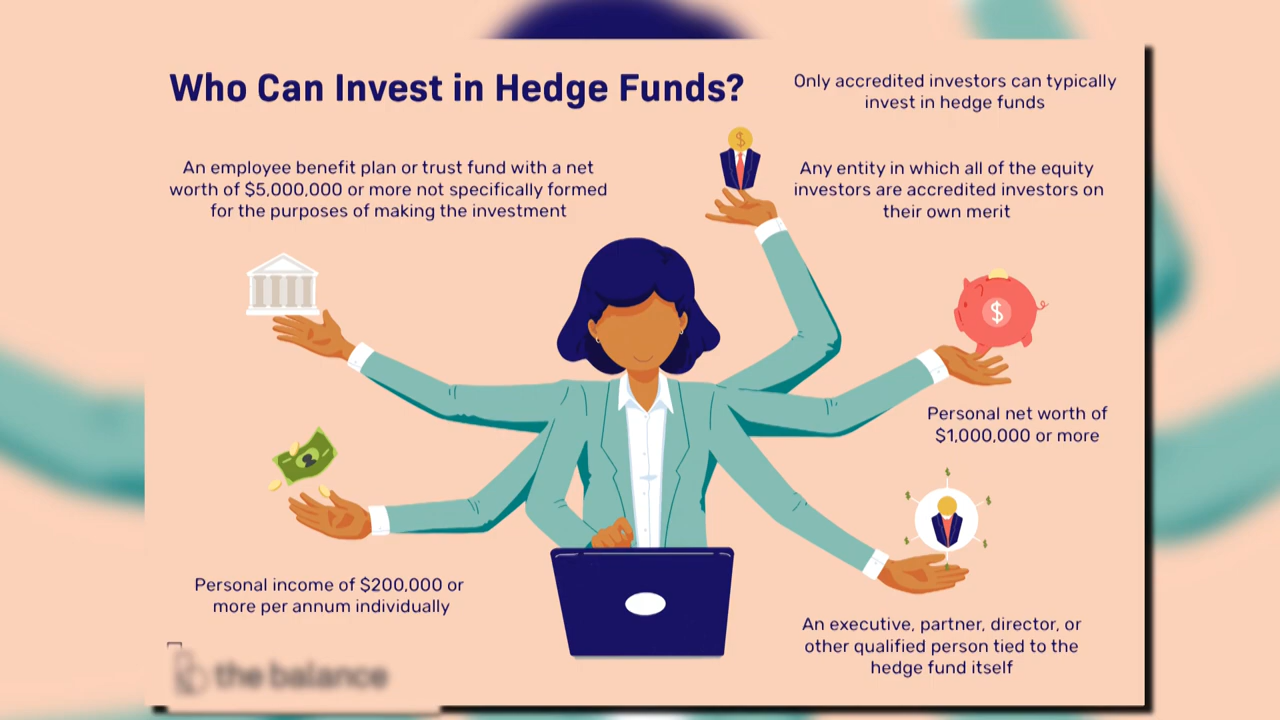 Who Can Invest in Hedge Funds?
Only accredited investors can typically
invest in hedge funds
An employee benefit plan or trust fund with a net
worth of $5,000,000 or more not specifically formed
for the purposes of making the investment
$
Any entity in which all of the equity
investors are accredited investors on
their own merit
$
Personal net worth of
$1,000,000 or more
Personal income of $200,000 or
more per annum individually
An executive, partner, director, or
other qualified person tied to the
hedge fund itself
the balance